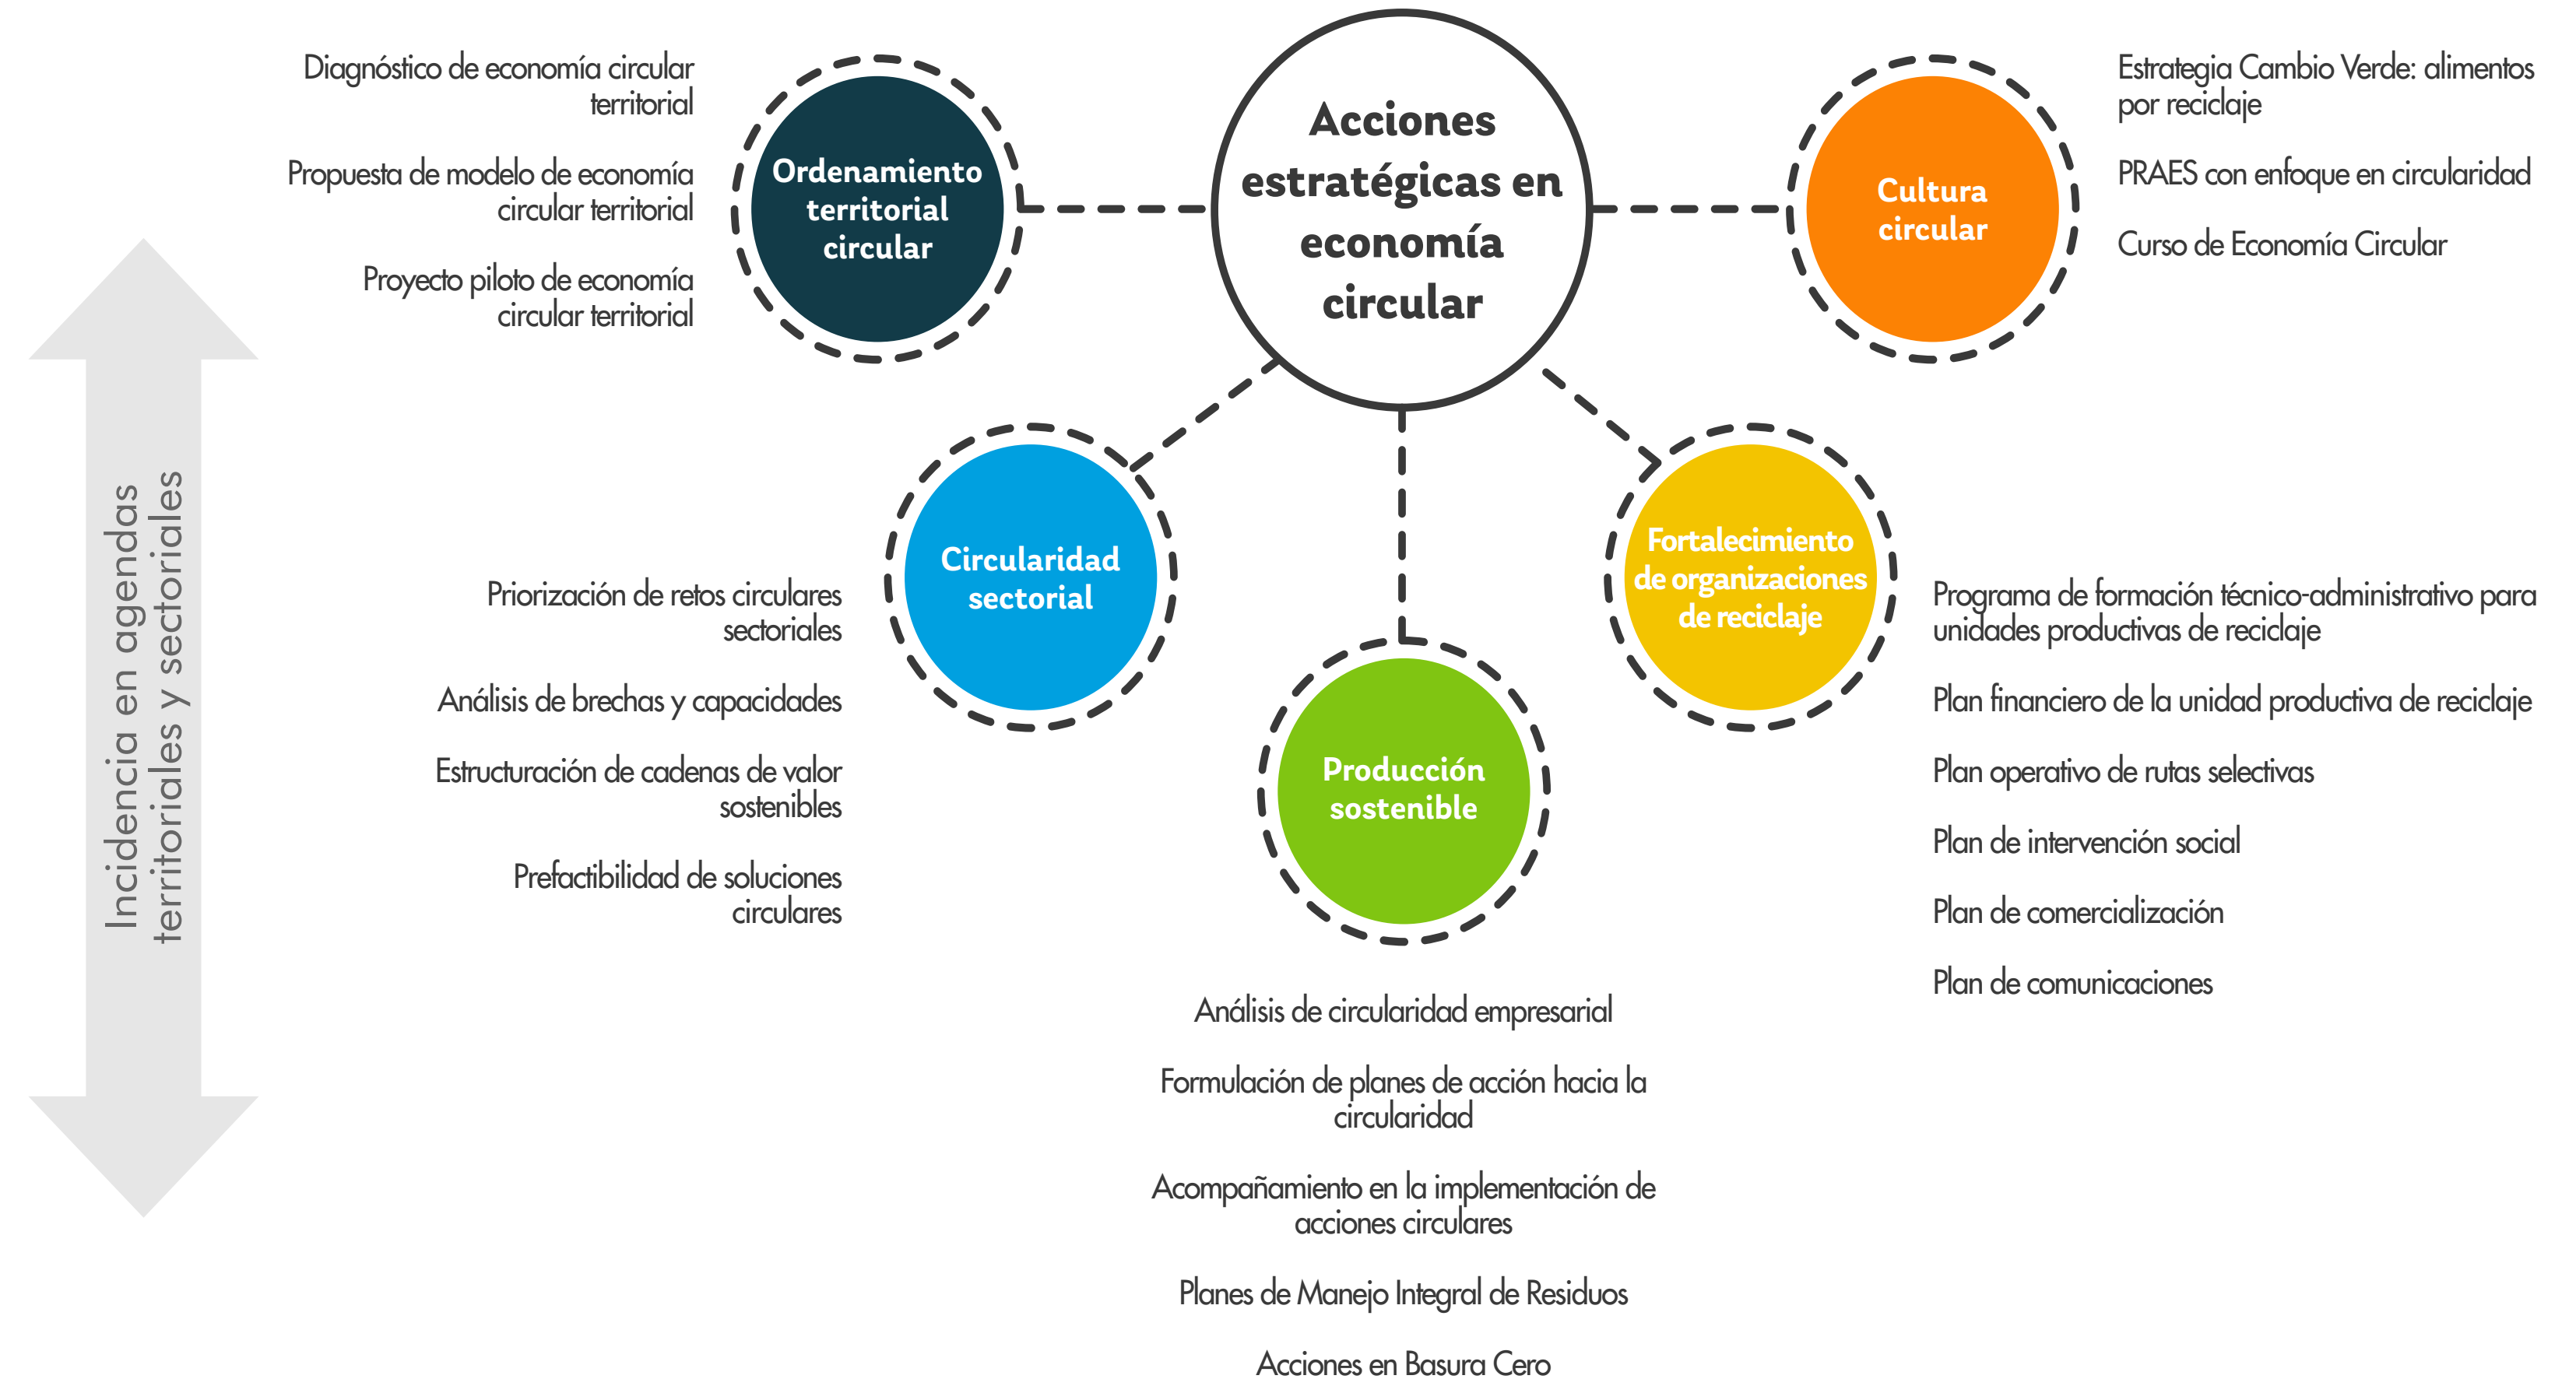 Acciones
estratégicas en
economía
circular
Ordenamiento
territorial
circular
Diagnóstico de economía circular
territorial
Propuesta de modelo de economía
circular territorial
Proyecto piloto de economía
circular territorial
Cultura
circular
Estrategia Cambio Verde: alimentos
por reciclaje
PRAES con enfoque en circularidad
Curso de Economía Circular
Circularidad
sectorial
Priorización de retos circulares
sectoriales
Análisis de brechas y capacidades
Estructuración de cadenas de valor
sostenibles
Prefactibilidad de soluciones
circulares
Fortalecimiento
de organizaciones
de reciclaje
Programa de formación técnico-administrativo para
unidades productivas de reciclaje
Plan financiero de la unidad productiva de reciclaje
Plan operativo de rutas selectivas
Plan de intervención social
Plan de comercialización
Plan de comunicaciones
Producción
sostenible
Análisis de circularidad empresarial
Formulación de planes de acción hacia la
circularidad
Acompañamiento en la implementación de
acciones circulares
Planes de Manejo Integral de Residuos
Acciones en Basura Cero
Incidencia en agendas
territoriales y sectoriales